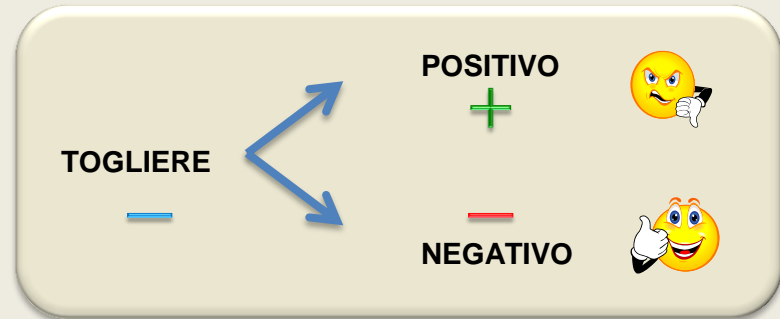 POSITIVO
+
TOGLIERE
−
−
NEGATIVO